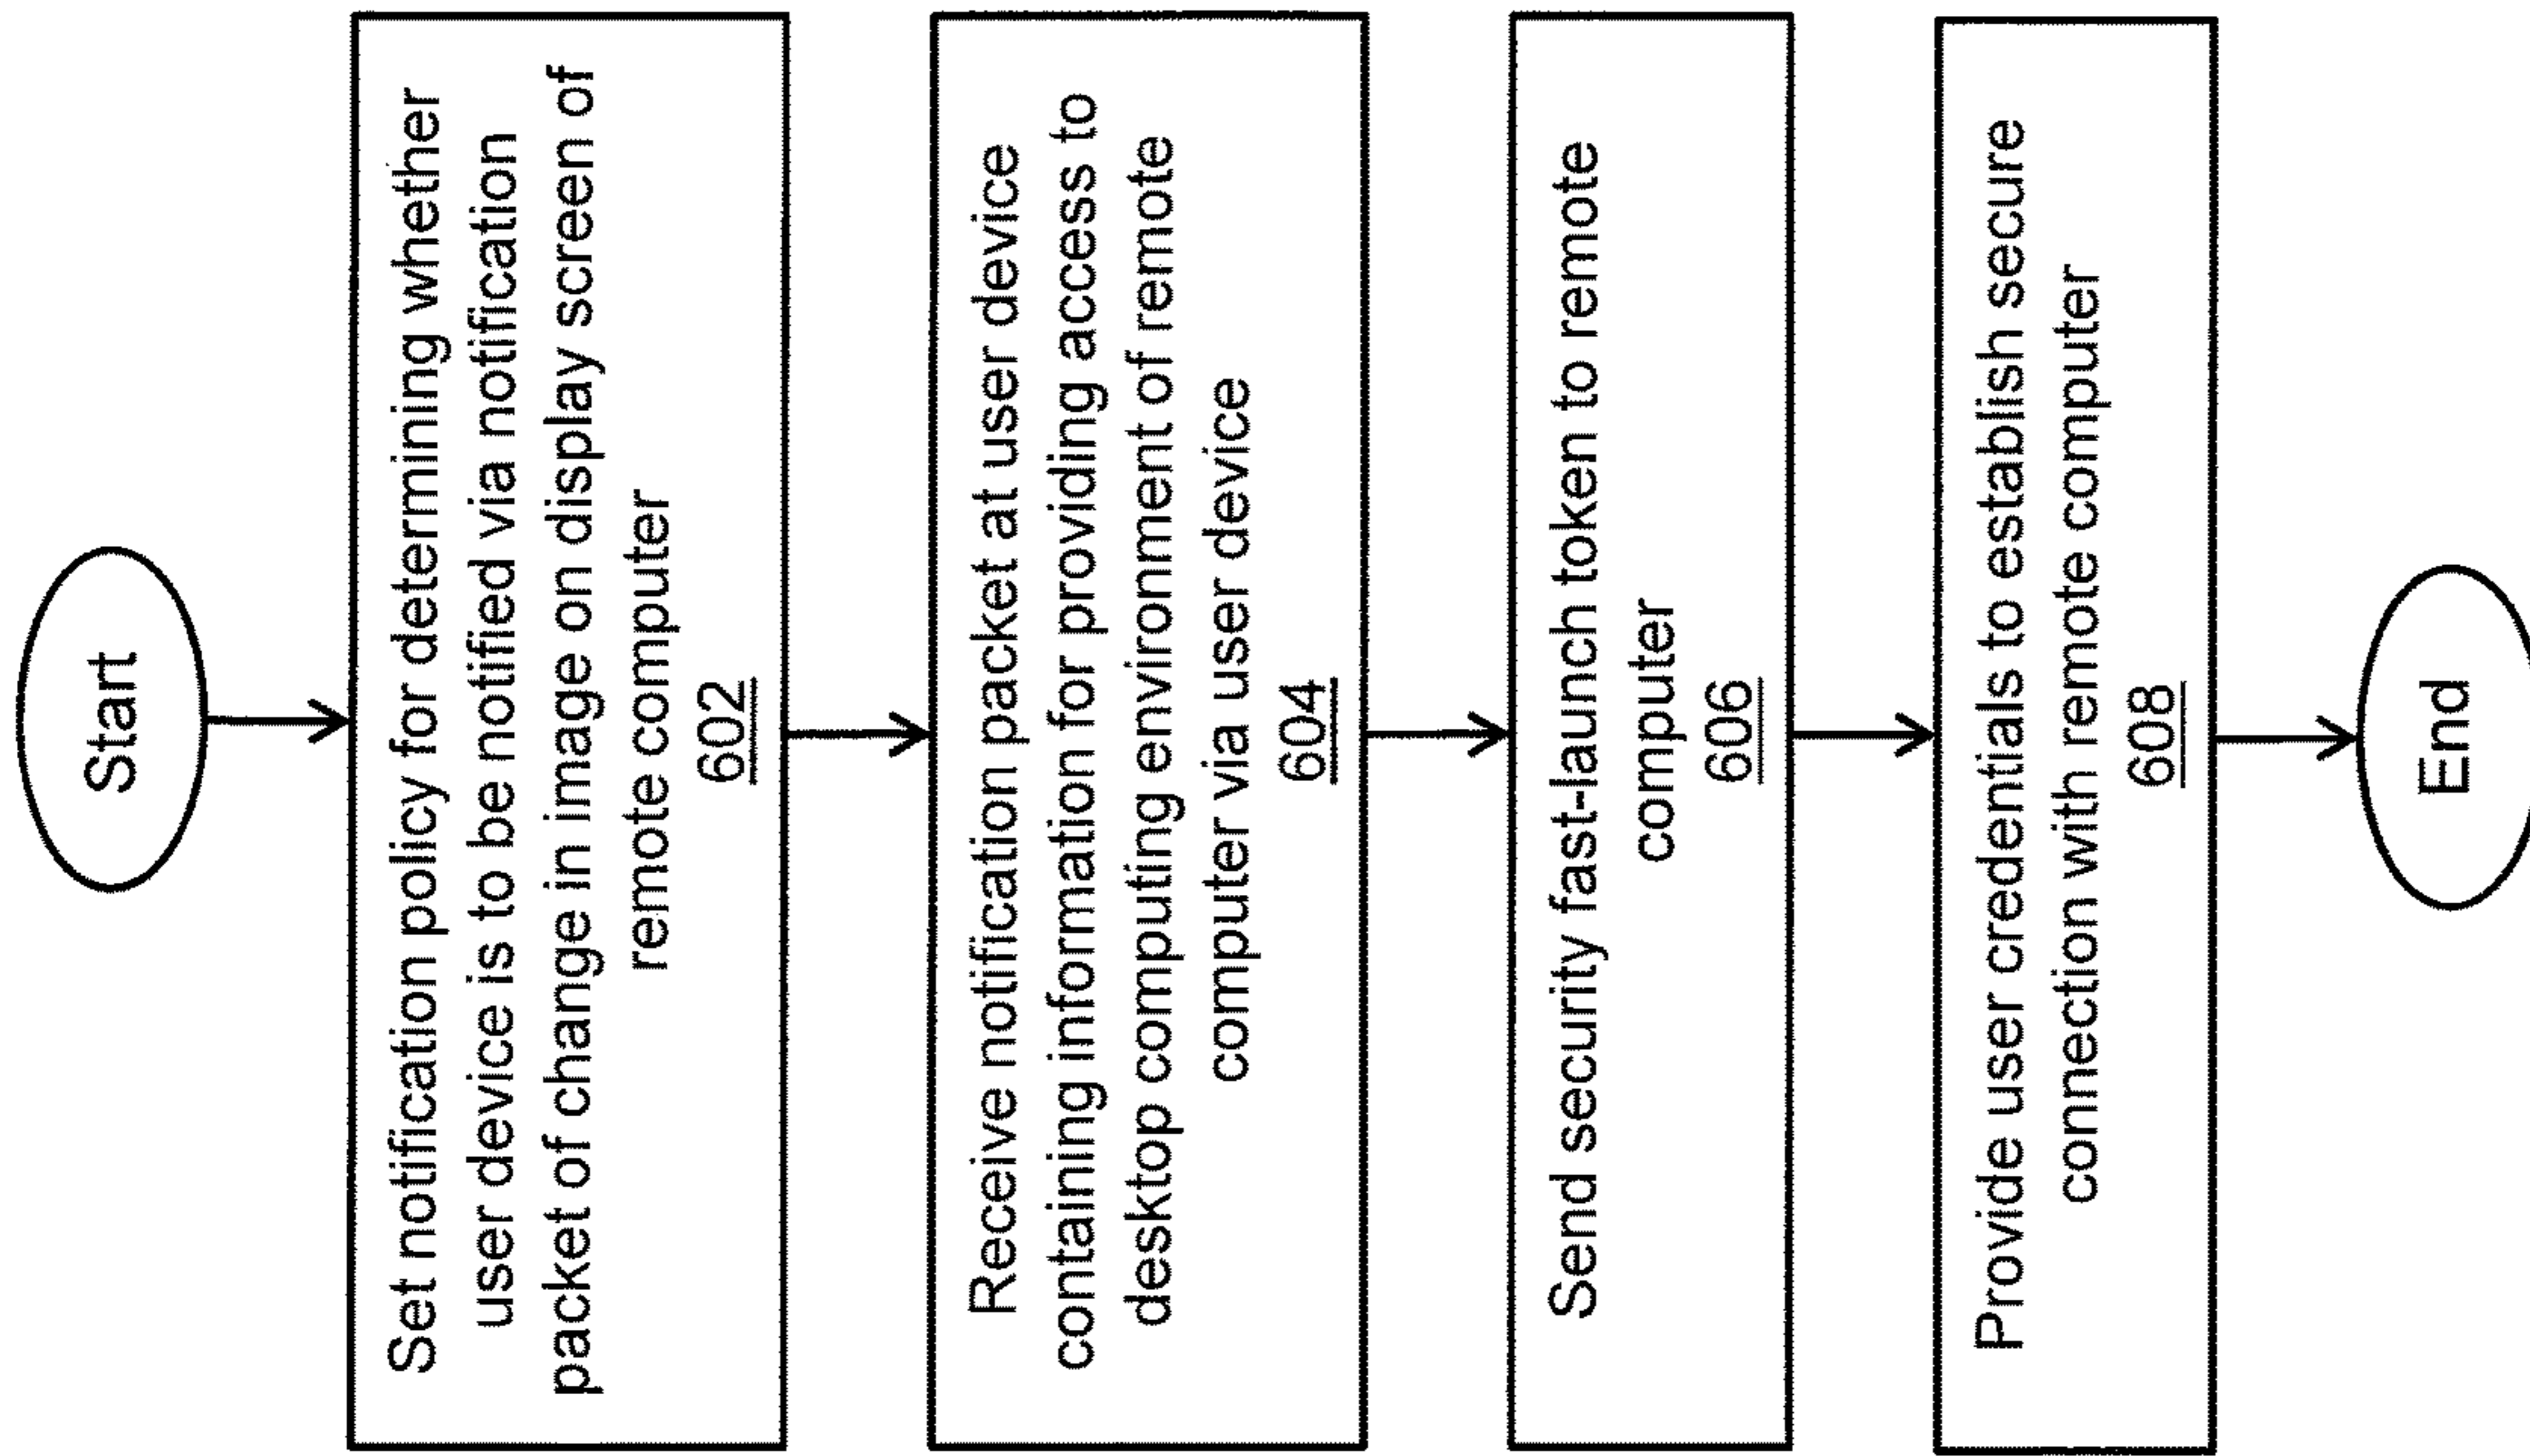 Start
Set notification policy for determining whether
user device is to be notified via notification
packet of change in image on display screen of
remote computer
602
Receive notification packet at user device
containing information for providing access to
desktop computing environment of remote
computer via user device
604
Send security fast-launch token to remote
computer
606
Provide user credentials to establish secure
connection with remote computer
608
End